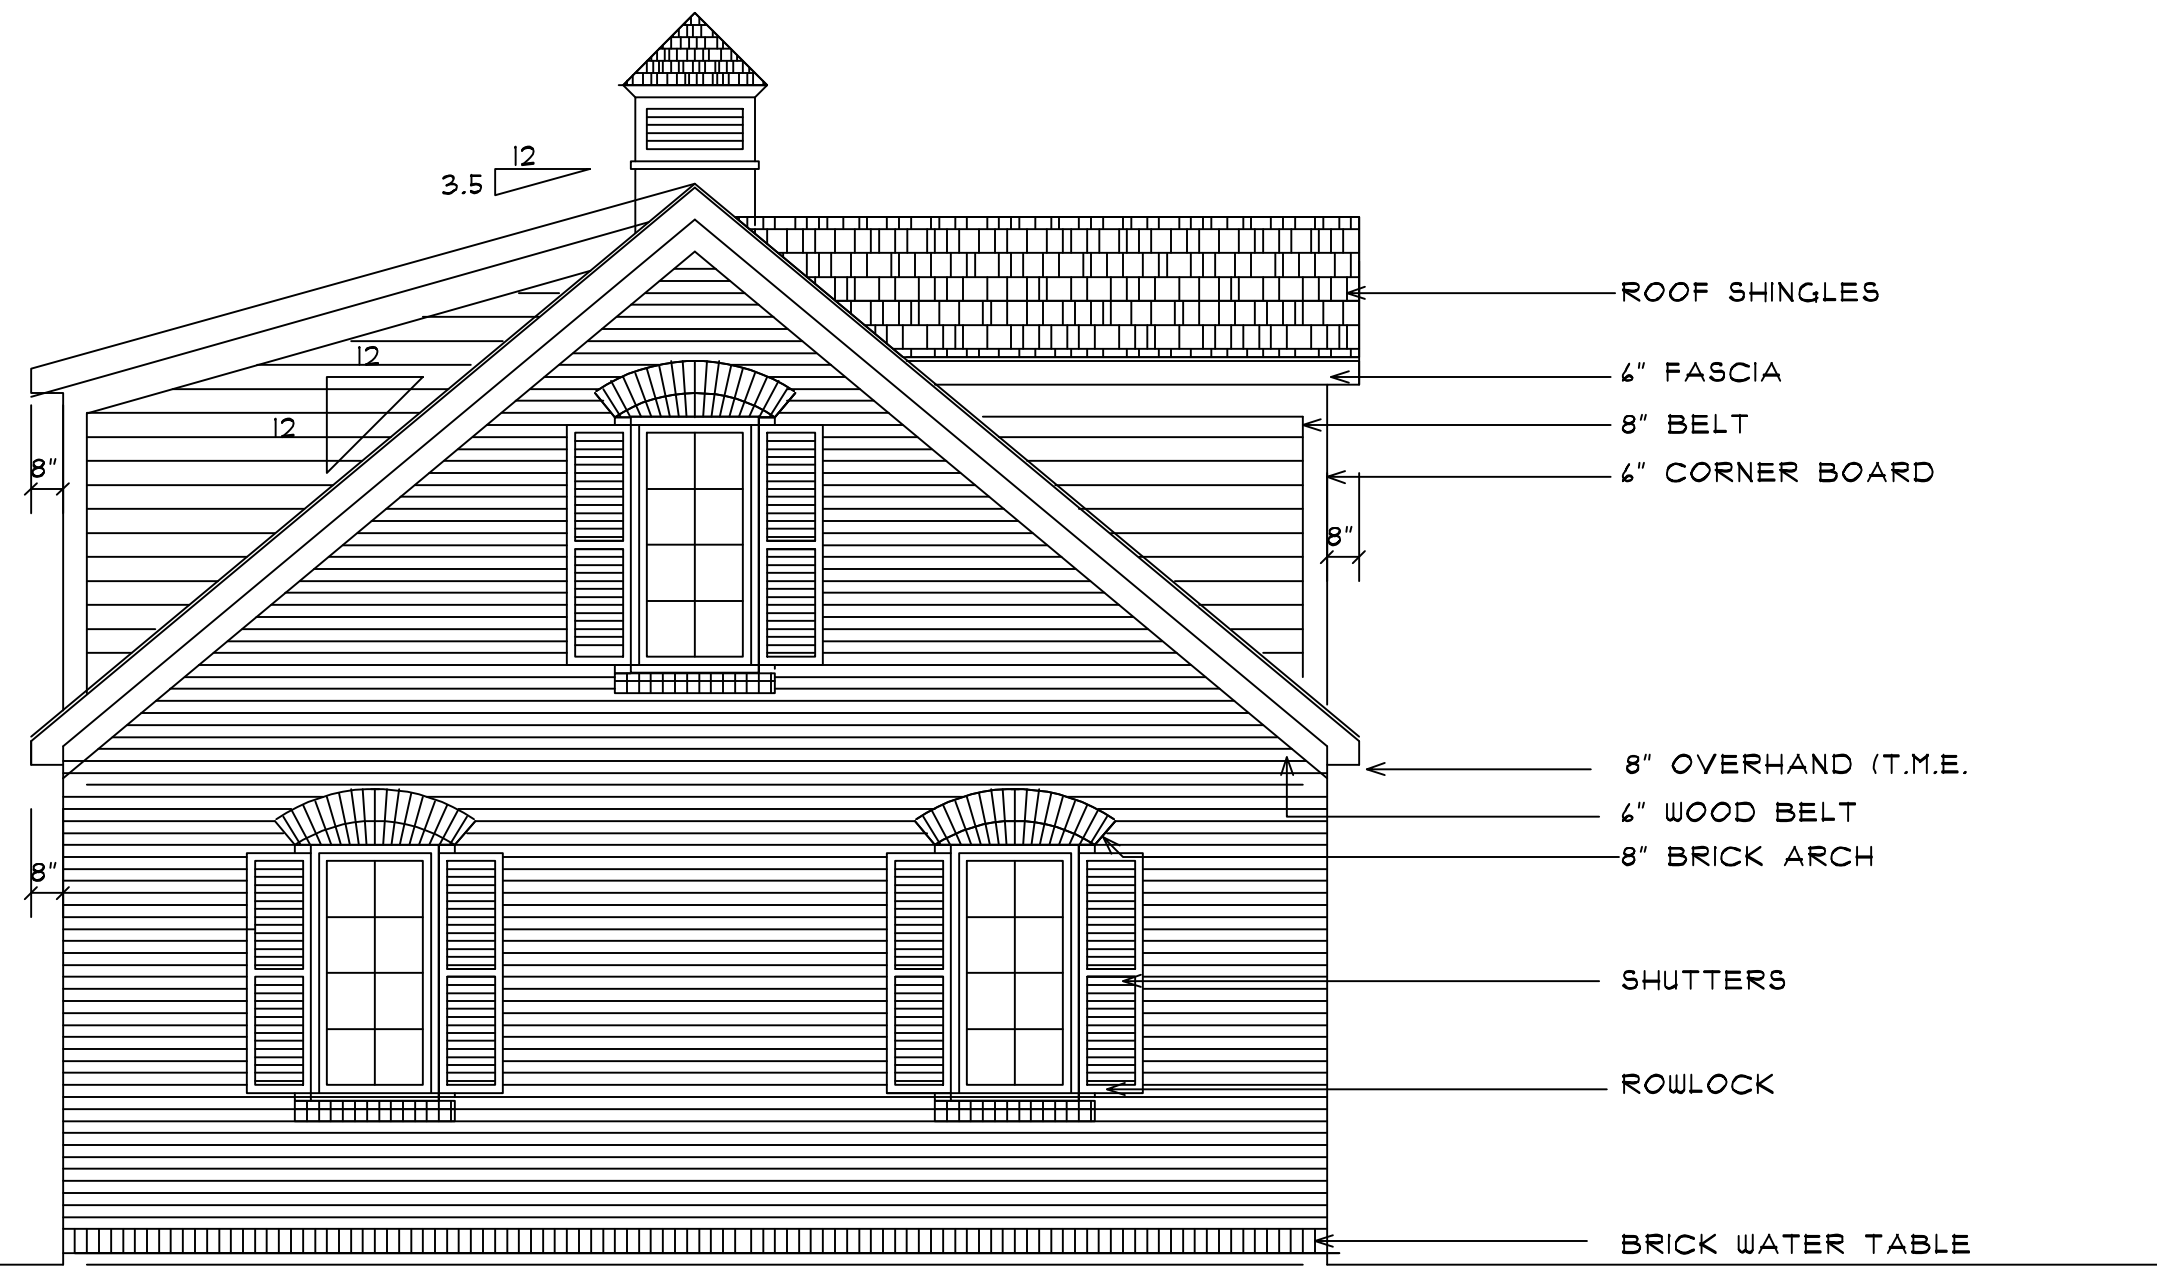 12
3.5
ROOF SHINGLES
12
6" FASCIA
12
8" BELT
8"
6" CORNER BOARD
8"
8" OVERHAND (T.M.E.
6" WOOD BELT
8" BRICK ARCH
8"
SHUTTERS
ROWLOCK
BRICK WATER TABLE